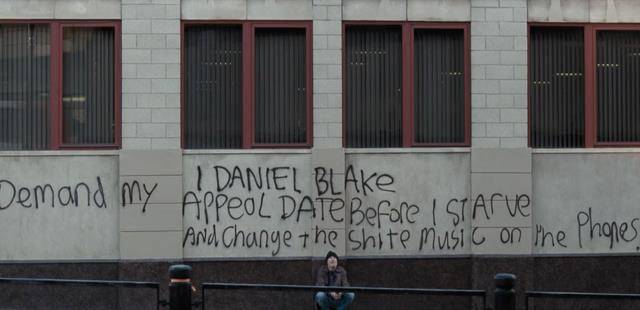 I DANIEL BLAKe
Demand my APPEOL DATE Before I STArve
And Change the shite Music on the Phones